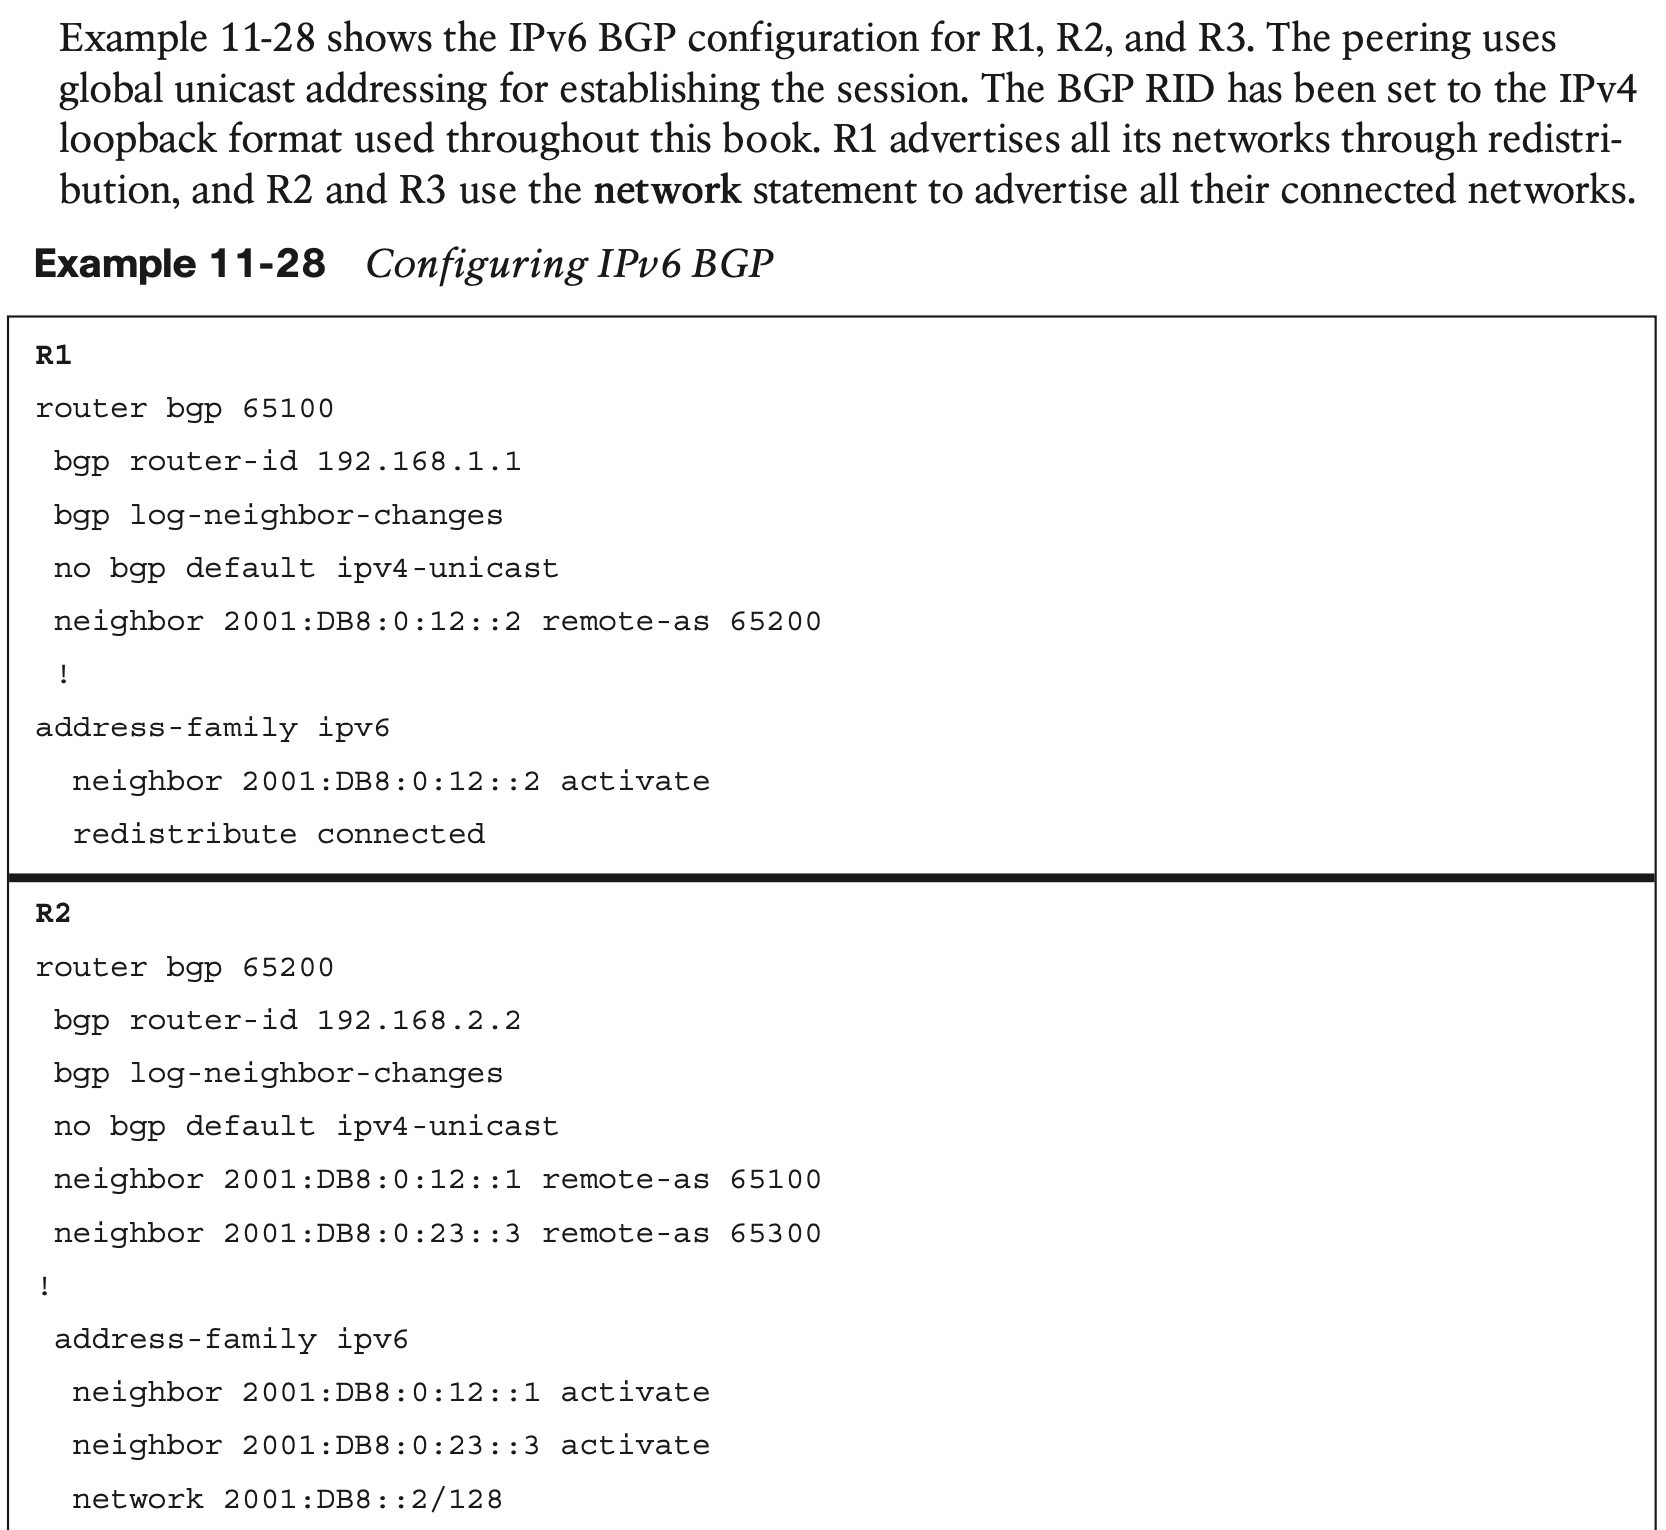 Example 11-28 shows the IPv6 BGP configuration for R1, R2, and R3. The peering uses
global unicast addressing for establishing the session. The BGP RID has been set to the IPv4
loopback format used throughout this book. R1 advertises all its networks through redistri-
bution, and R2 and R3 use the network statement to advertise all their connected networks.
Example 11-28 Configuring IPv6 BGP
R1
router bgp 65100
bgp router-id 192.168.1.1
bgp log-neighbor-changes
no bgp default ipv4-unicast
neighbor 2001:DB8:0:12::2 remote-as 65200
!
address-family ipv6
neighbor 2001:DB8:0:12::2 activate
redistribute connected
R2
router bgp 65200
bgp router-id 192.168.2.2
bgp log-neighbor-changes
no bgp default ipv4-unicast
neighbor 2001:DB8:0:12::1 remote-as 65100
neighbor 2001:DB8:0:23::3 remote-as 65300
!
address-family ipv6
neighbor 2001:DB8:0:12::1 activate
neighbor 2001:DB8:0:23::3 activate
network 2001:DB8::2/128